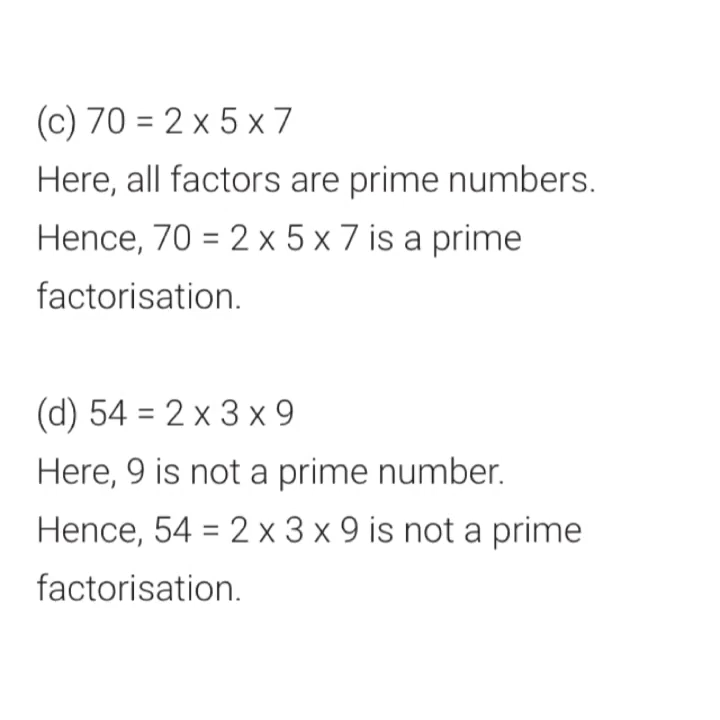 (c) 70 = 2 x 5 x 7
Here, all factors are prime numbers.
Hence, 70 = 2 x 5 x 7 is a prime
factorisation.
(d) 54 = 2 x 3 x 9
Here, 9 is not a prime number.
Hence, 54 = 2 x 3 x 9 is not a prime
factorisation.